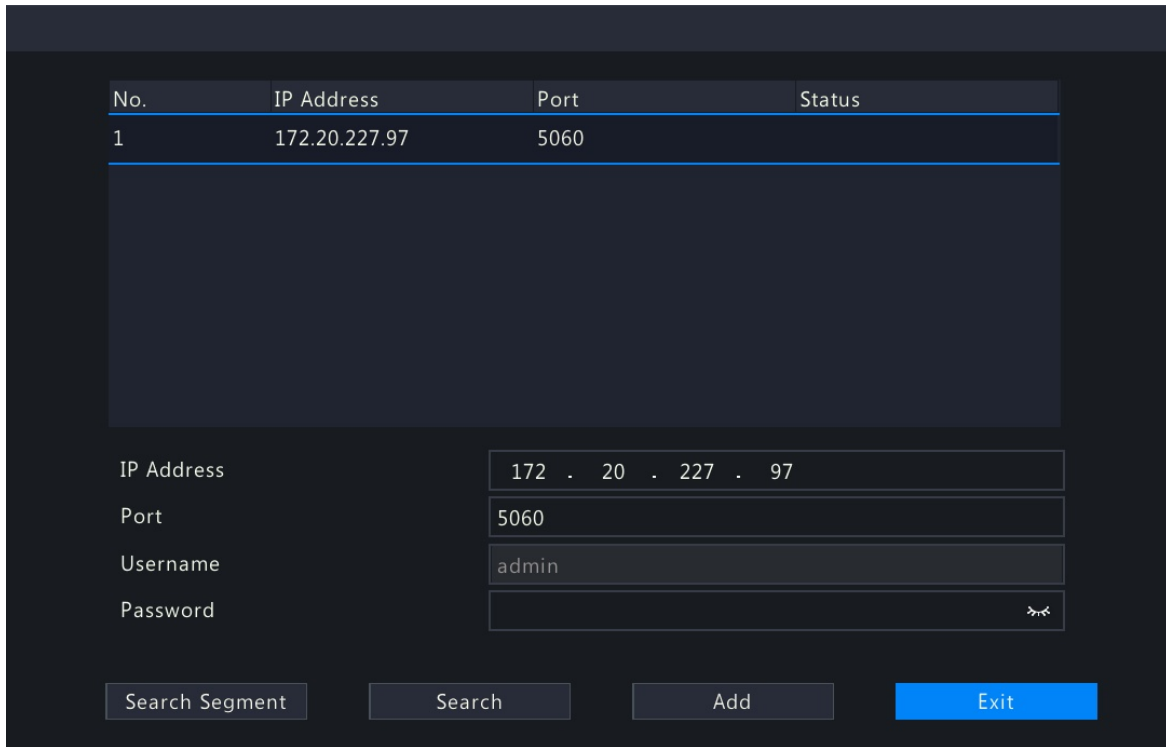 No. IP Address Port Status
1 172.20.227.97 5060
IP Address 172 . 20 . 227 . 97
Port 5060
Username admin
Password
Search Segment Search Add Exit